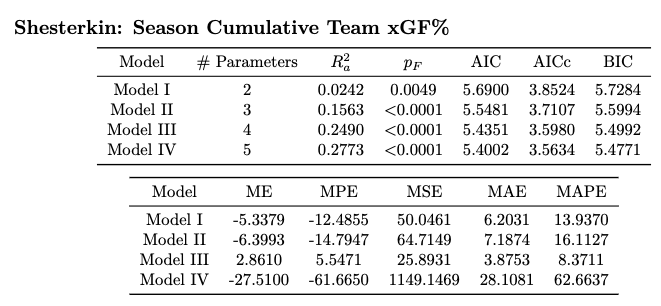 Shesterkin: Season Cumulative Team xGF%
Model # Parameters R²ₐ p_F AIC AICc BIC
Model I 2 0.0242 0.0049 5.6900 3.8524 5.7284
Model II 3 0.1563 <0.0001 5.5481 3.7107 5.5994
Model III 4 0.2490 <0.0001 5.4351 3.5980 5.4992
Model IV 5 0.2773 <0.0001 5.4002 3.5634 5.4771
Model ME MPE MSE MAE MAPE
Model I -5.3379 -12.4855 50.0461 6.2031 13.9370
Model II -6.3993 -14.7947 64.7149 7.1874 16.1127
Model III 2.8610 5.5471 25.8931 3.8753 8.3711
Model IV -27.5100 -61.6650 1149.1469 28.1081 62.6637